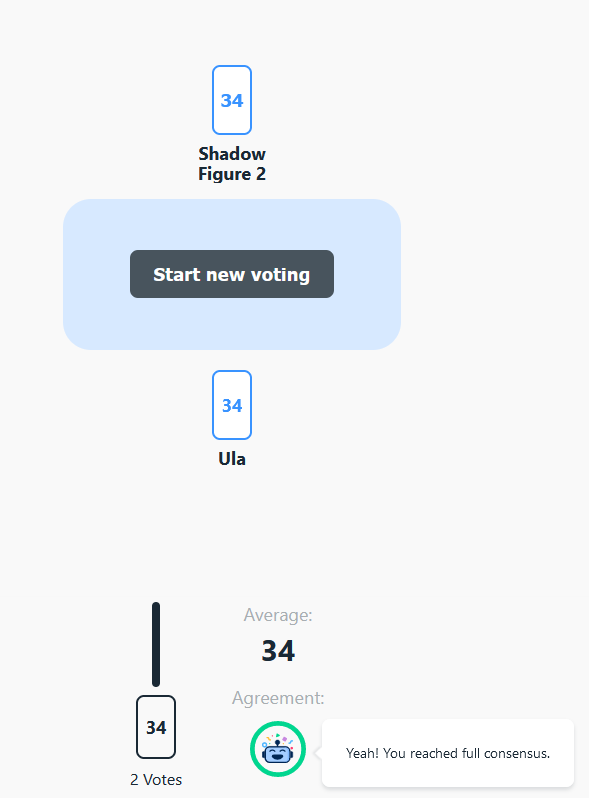 34
Shadow
Figure 2
Start new voting
34
Ula
Average:
34
Agreement:
34
Yeah! You reached full consensus.
2 Votes